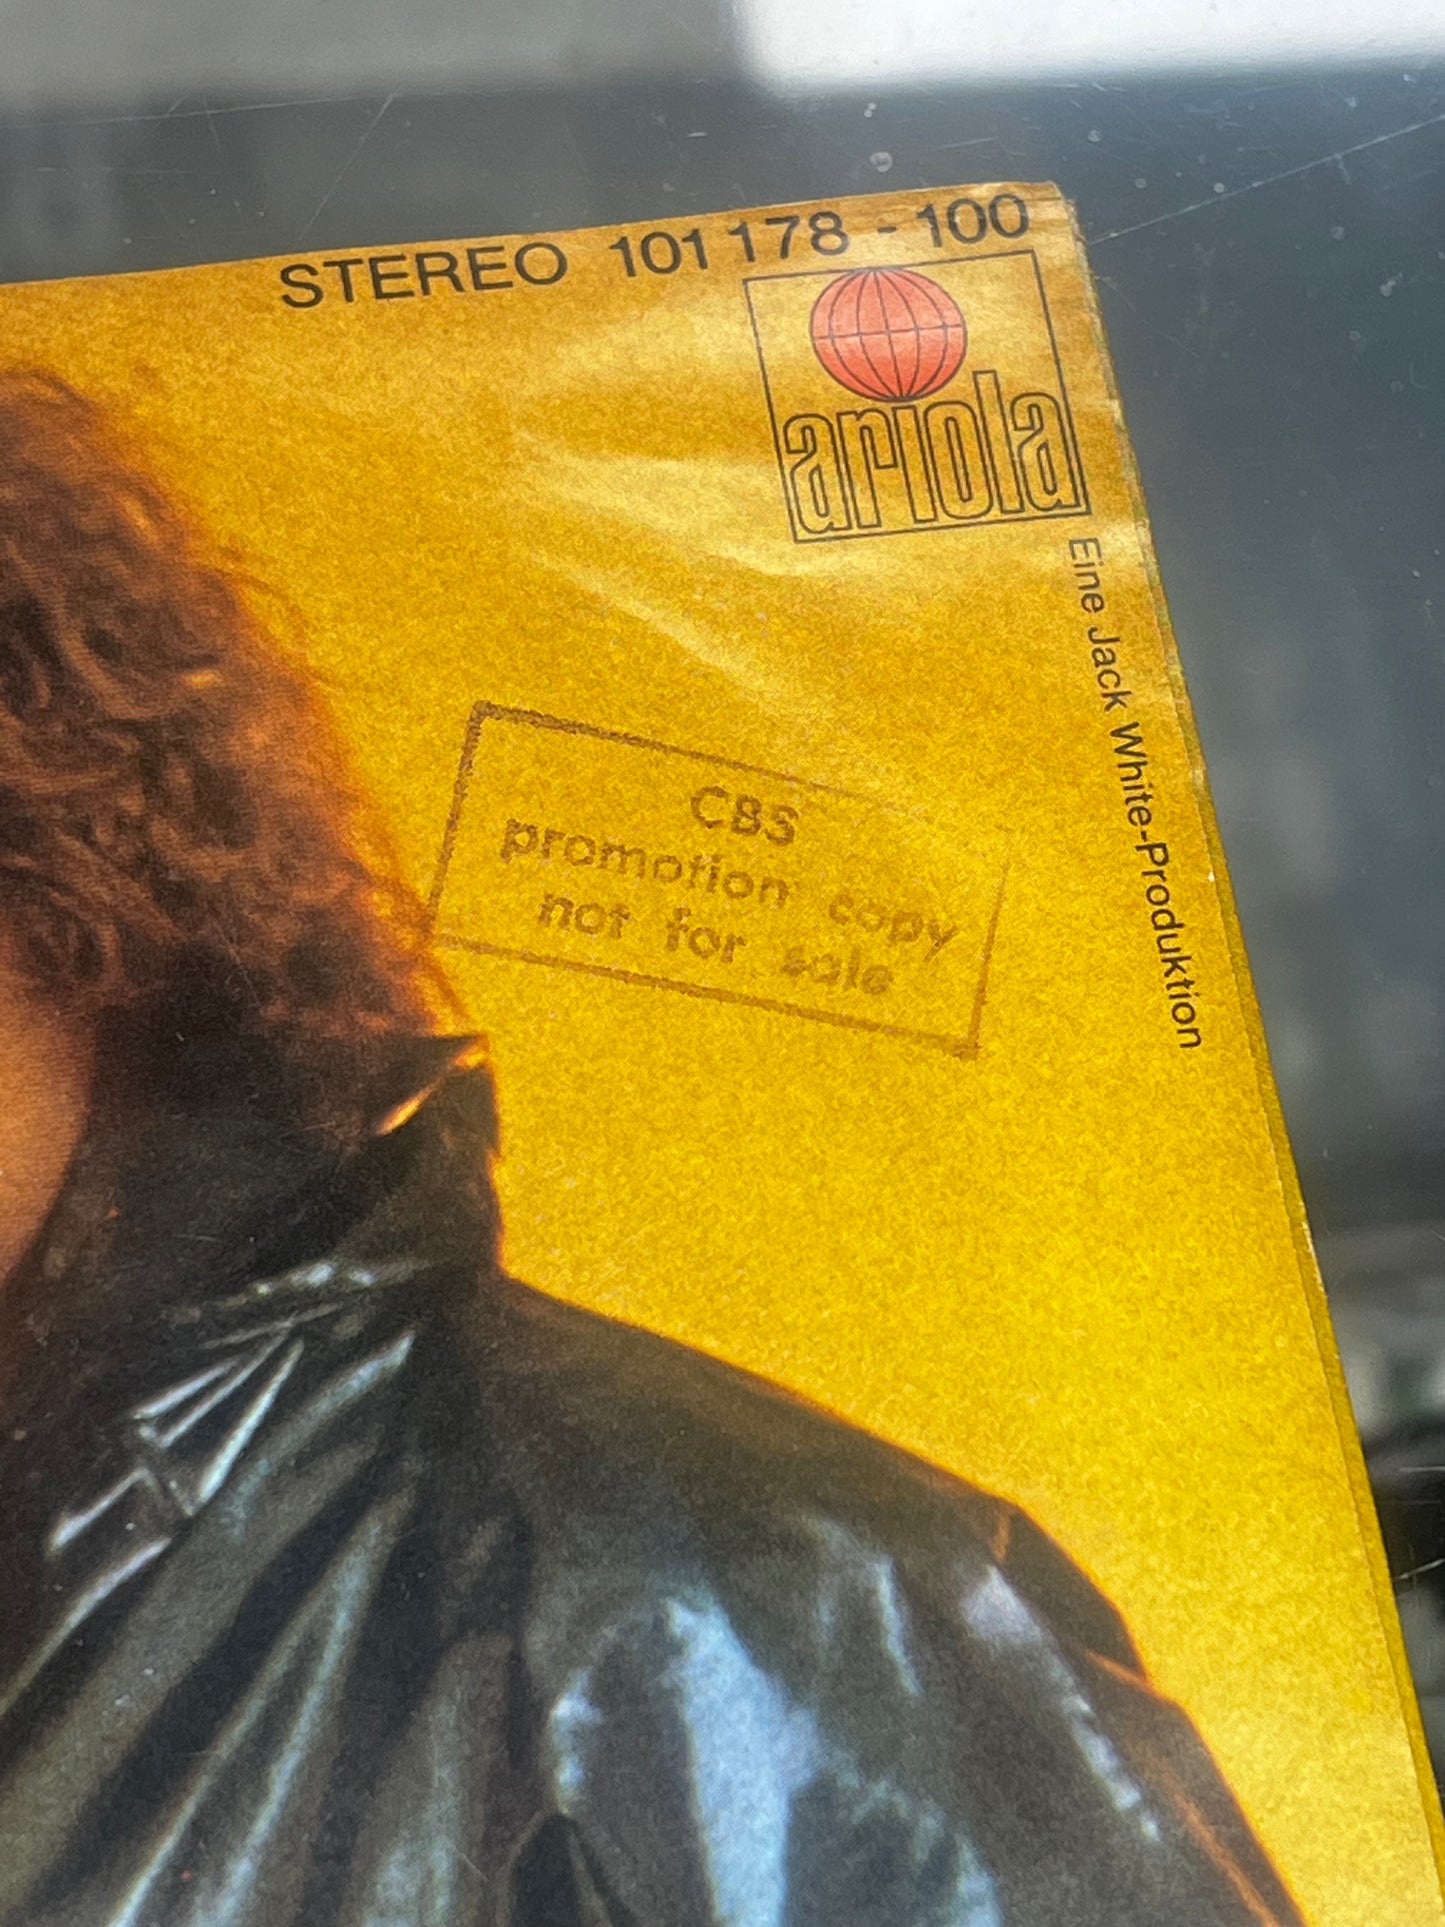 STEREO 101 178 - 100
ariola
Eine Jack White-Produktion
CBS
promotion copy
not for sale